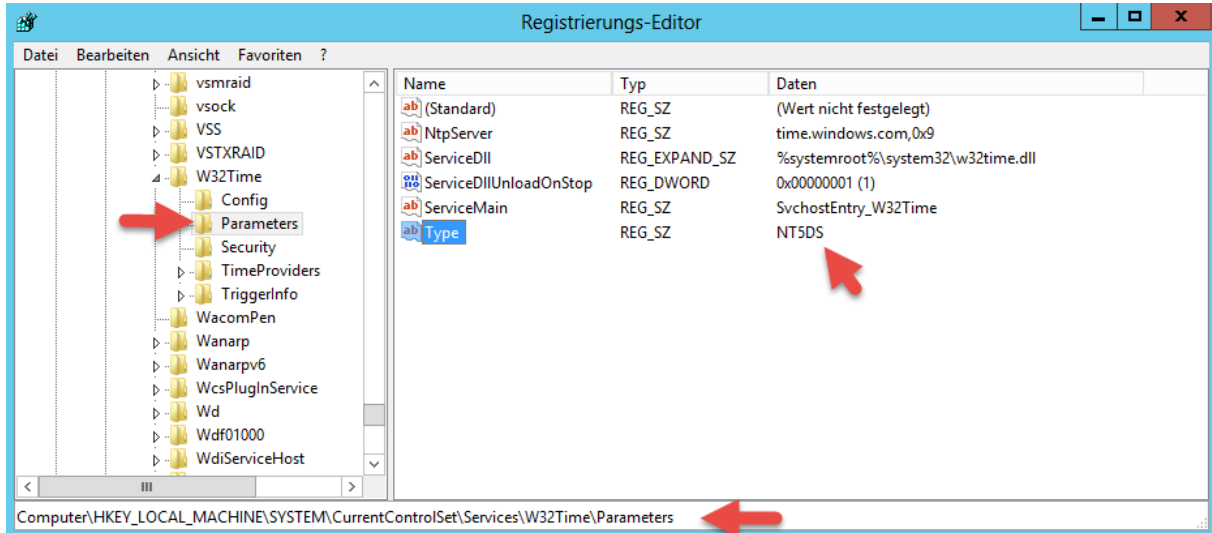 Registrierungs-Editor
Datei Bearbeiten Ansicht Favoriten ?
vsmraid
vsock
VSS
VSTXRAID
W32Time
Config
Parameters
Security
TimeProviders
TriggerInfo
WacomPen
Wanarp
Wanarpv6
WcsPlugInService
Wd
Wdf01000
WdiServiceHost
Name Typ Daten
(Standard) REG_SZ (Wert nicht festgelegt)
NtpServer REG_SZ time.windows.com,0x9
ServiceDll REG_EXPAND_SZ %systemroot%\system32\w32time.dll
ServiceDllUnloadOnStop REG_DWORD 0x00000001 (1)
ServiceMain REG_SZ SvchostEntry_W32Time
Type REG_SZ NT5DS
Computer\HKEY_LOCAL_MACHINE\SYSTEM\CurrentControlSet\Services\W32Time\Parameters